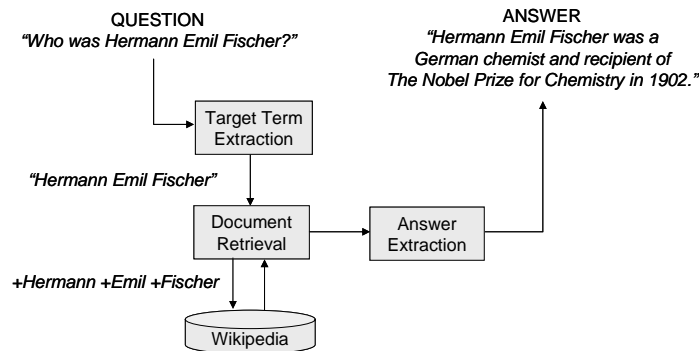 QUESTION
“Who was Hermann Emil Fischer?”
ANSWER
“Hermann Emil Fischer was a
German chemist and recipient of
The Nobel Prize for Chemistry in 1902.”
Target Term
Extraction
“Hermann Emil Fischer”
Document
Retrieval
Answer
Extraction
+Hermann +Emil +Fischer
Wikipedia